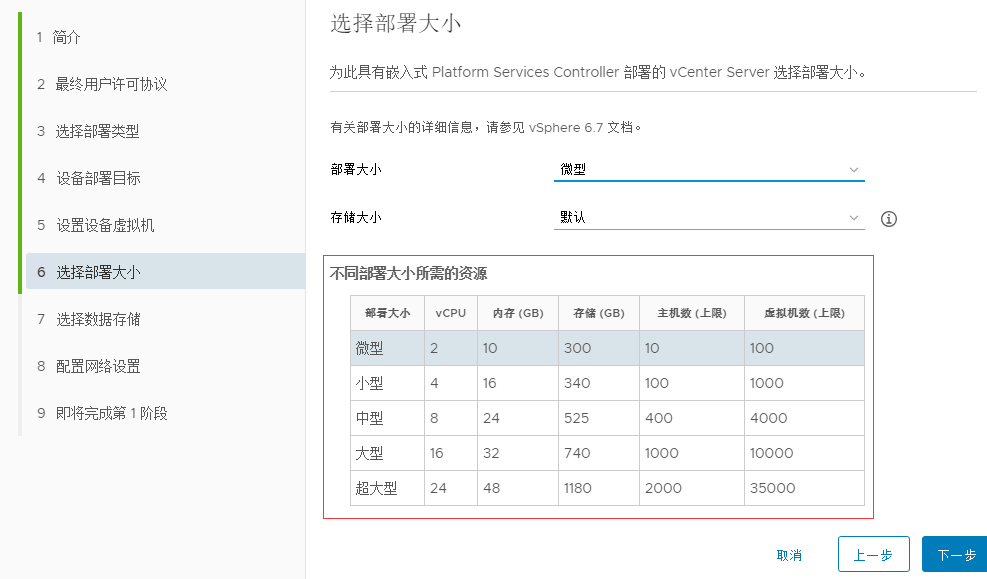 1 简介
2 最终用户许可协议
3 选择部署类型
4 设备部署目标
5 设置设备虚拟机
6 选择部署大小
7 选择数据存储
8 配置网络设置
9 即将完成第 1 阶段
选择部署大小
为此具有嵌入式 Platform Services Controller 部署的 vCenter Server 选择部署大小。
有关部署大小的详细信息，请参见 vSphere 6.7 文档。
部署大小 微型
存储大小 默认
不同部署大小所需的资源
部署大小 vCPU 内存 (GB) 存储 (GB) 主机数 (上限) 虚拟机数 (上限)
微型 2 10 300 10 100
小型 4 16 340 100 1000
中型 8 24 525 400 4000
大型 16 32 740 1000 10000
超大型 24 48 1180 2000 35000
取消 上一步 下一步